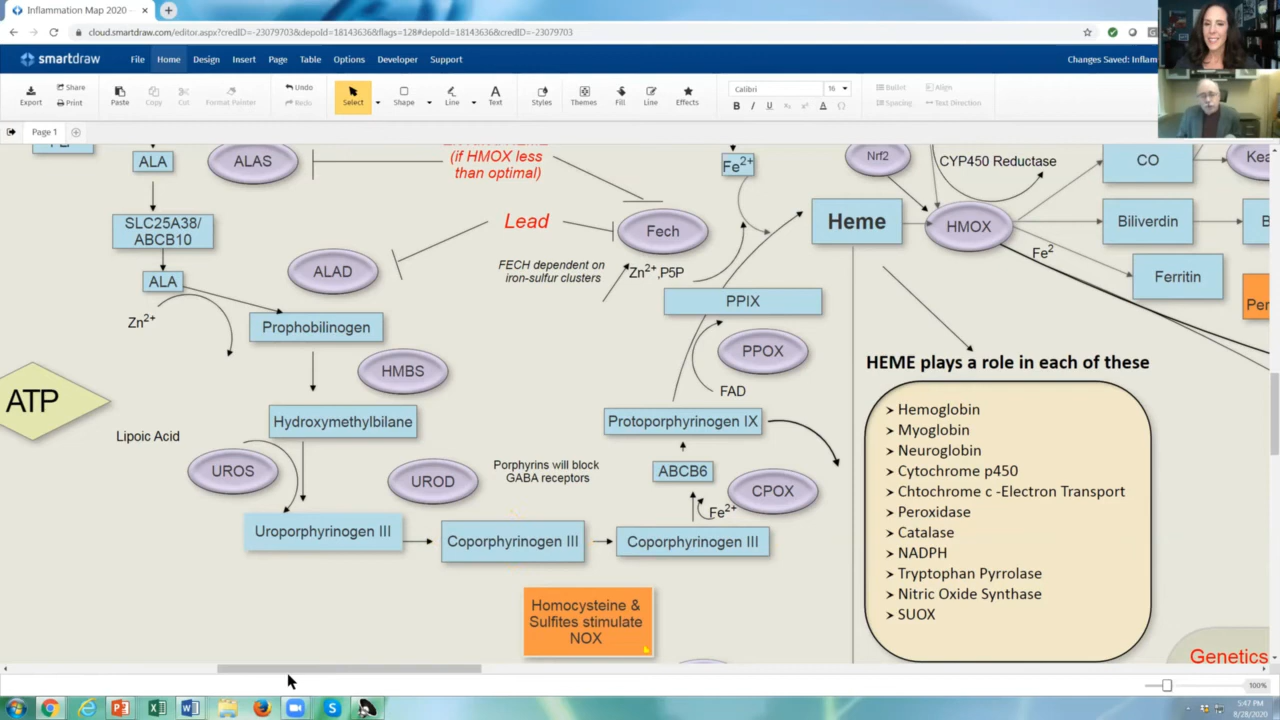 Inflammation Map 2020 -
cloud.smartdraw.com/editor.aspx?credID=-23079703&depoId=18143636&flags=128#depoId=18143636&credID=-23079703
smartdraw
File Home Design Insert Page Table Options Developer Support
Changes Saved: Inflam
Export
Share
Print
Paste
Copy
Cut
Format Painter
Undo
Redo
Select
Shape
Line
Text
Styles
Themes
Fill
Line
Effects
Calibri 16
B I U A
Bullet
Align
Spacing
Text Direction
Page 1
ALA
ALAS
(if HMOX less
than optimal)
Fe2+
Nrf2
CYP450 Reductase
CO
Kea
SLC25A38/
ABCB10
Lead
Fech
Heme
HMOX
Biliverdin
B
Fe2
ALAD
FECH dependent on
iron-sulfur clusters
Zn2+,P5P
Ferritin
ALA
Per
Zn2+
Prophobilinogen
PPIX
PPOX
HMBS
FAD
ATP
HEME plays a role in each of these
Hydroxymethylbilane
Protoporphyrinogen IX
Lipoic Acid
UROS
UROD
Porphyrins will block
GABA receptors
ABCB6
CPOX
Fe2+
Uroporphyrinogen III
Coporphyrinogen III
Coporphyrinogen III
➢ Hemoglobin
➢ Myoglobin
➢ Neuroglobin
➢ Cytochrome p450
➢ Chtochrome c -Electron Transport
➢ Peroxidase
➢ Catalase
➢ NADPH
➢ Tryptophan Pyrrolase
➢ Nitric Oxide Synthase
➢ SUOX
Homocysteine &
Sulfites stimulate
NOX
Genetics
100%
5:47 PM
8/28/2020